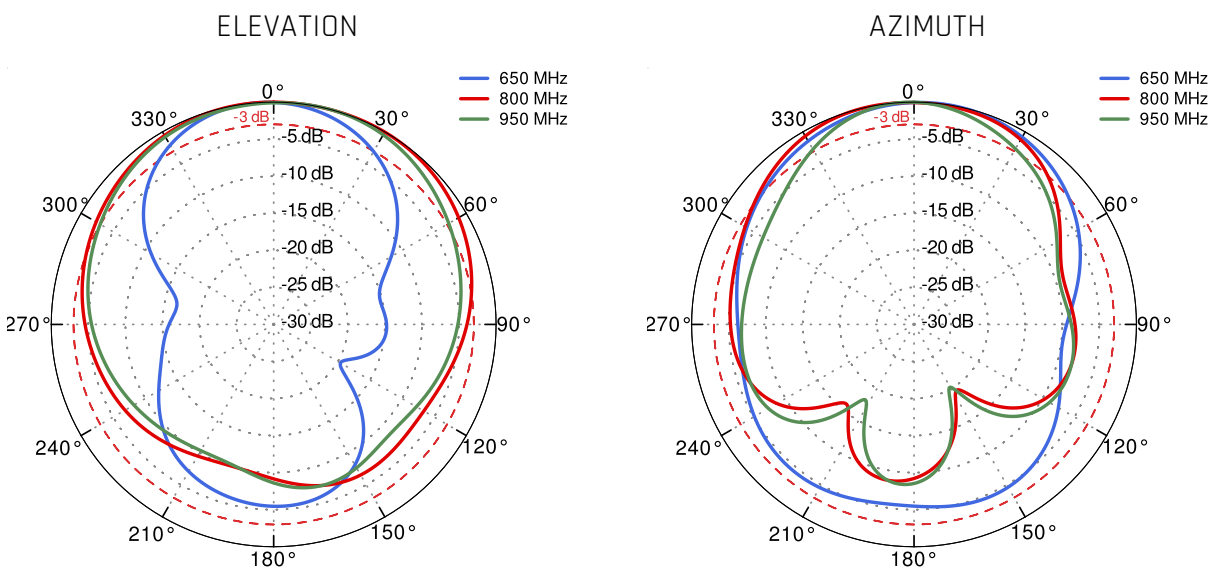 ELEVATION
650 MHz
800 MHz
950 MHz
0°
330°
-3 dB
30°
-5 dB
-10 dB
300°
60°
-15 dB
-20 dB
-25 dB
270°
-30 dB
90°
240°
120°
210°
150°
180°
AZIMUTH
650 MHz
800 MHz
950 MHz
0°
330°
-3 dB
30°
-5 dB
-10 dB
300°
60°
-15 dB
-20 dB
-25 dB
270°
-30 dB
90°
240°
120°
210°
150°
180°